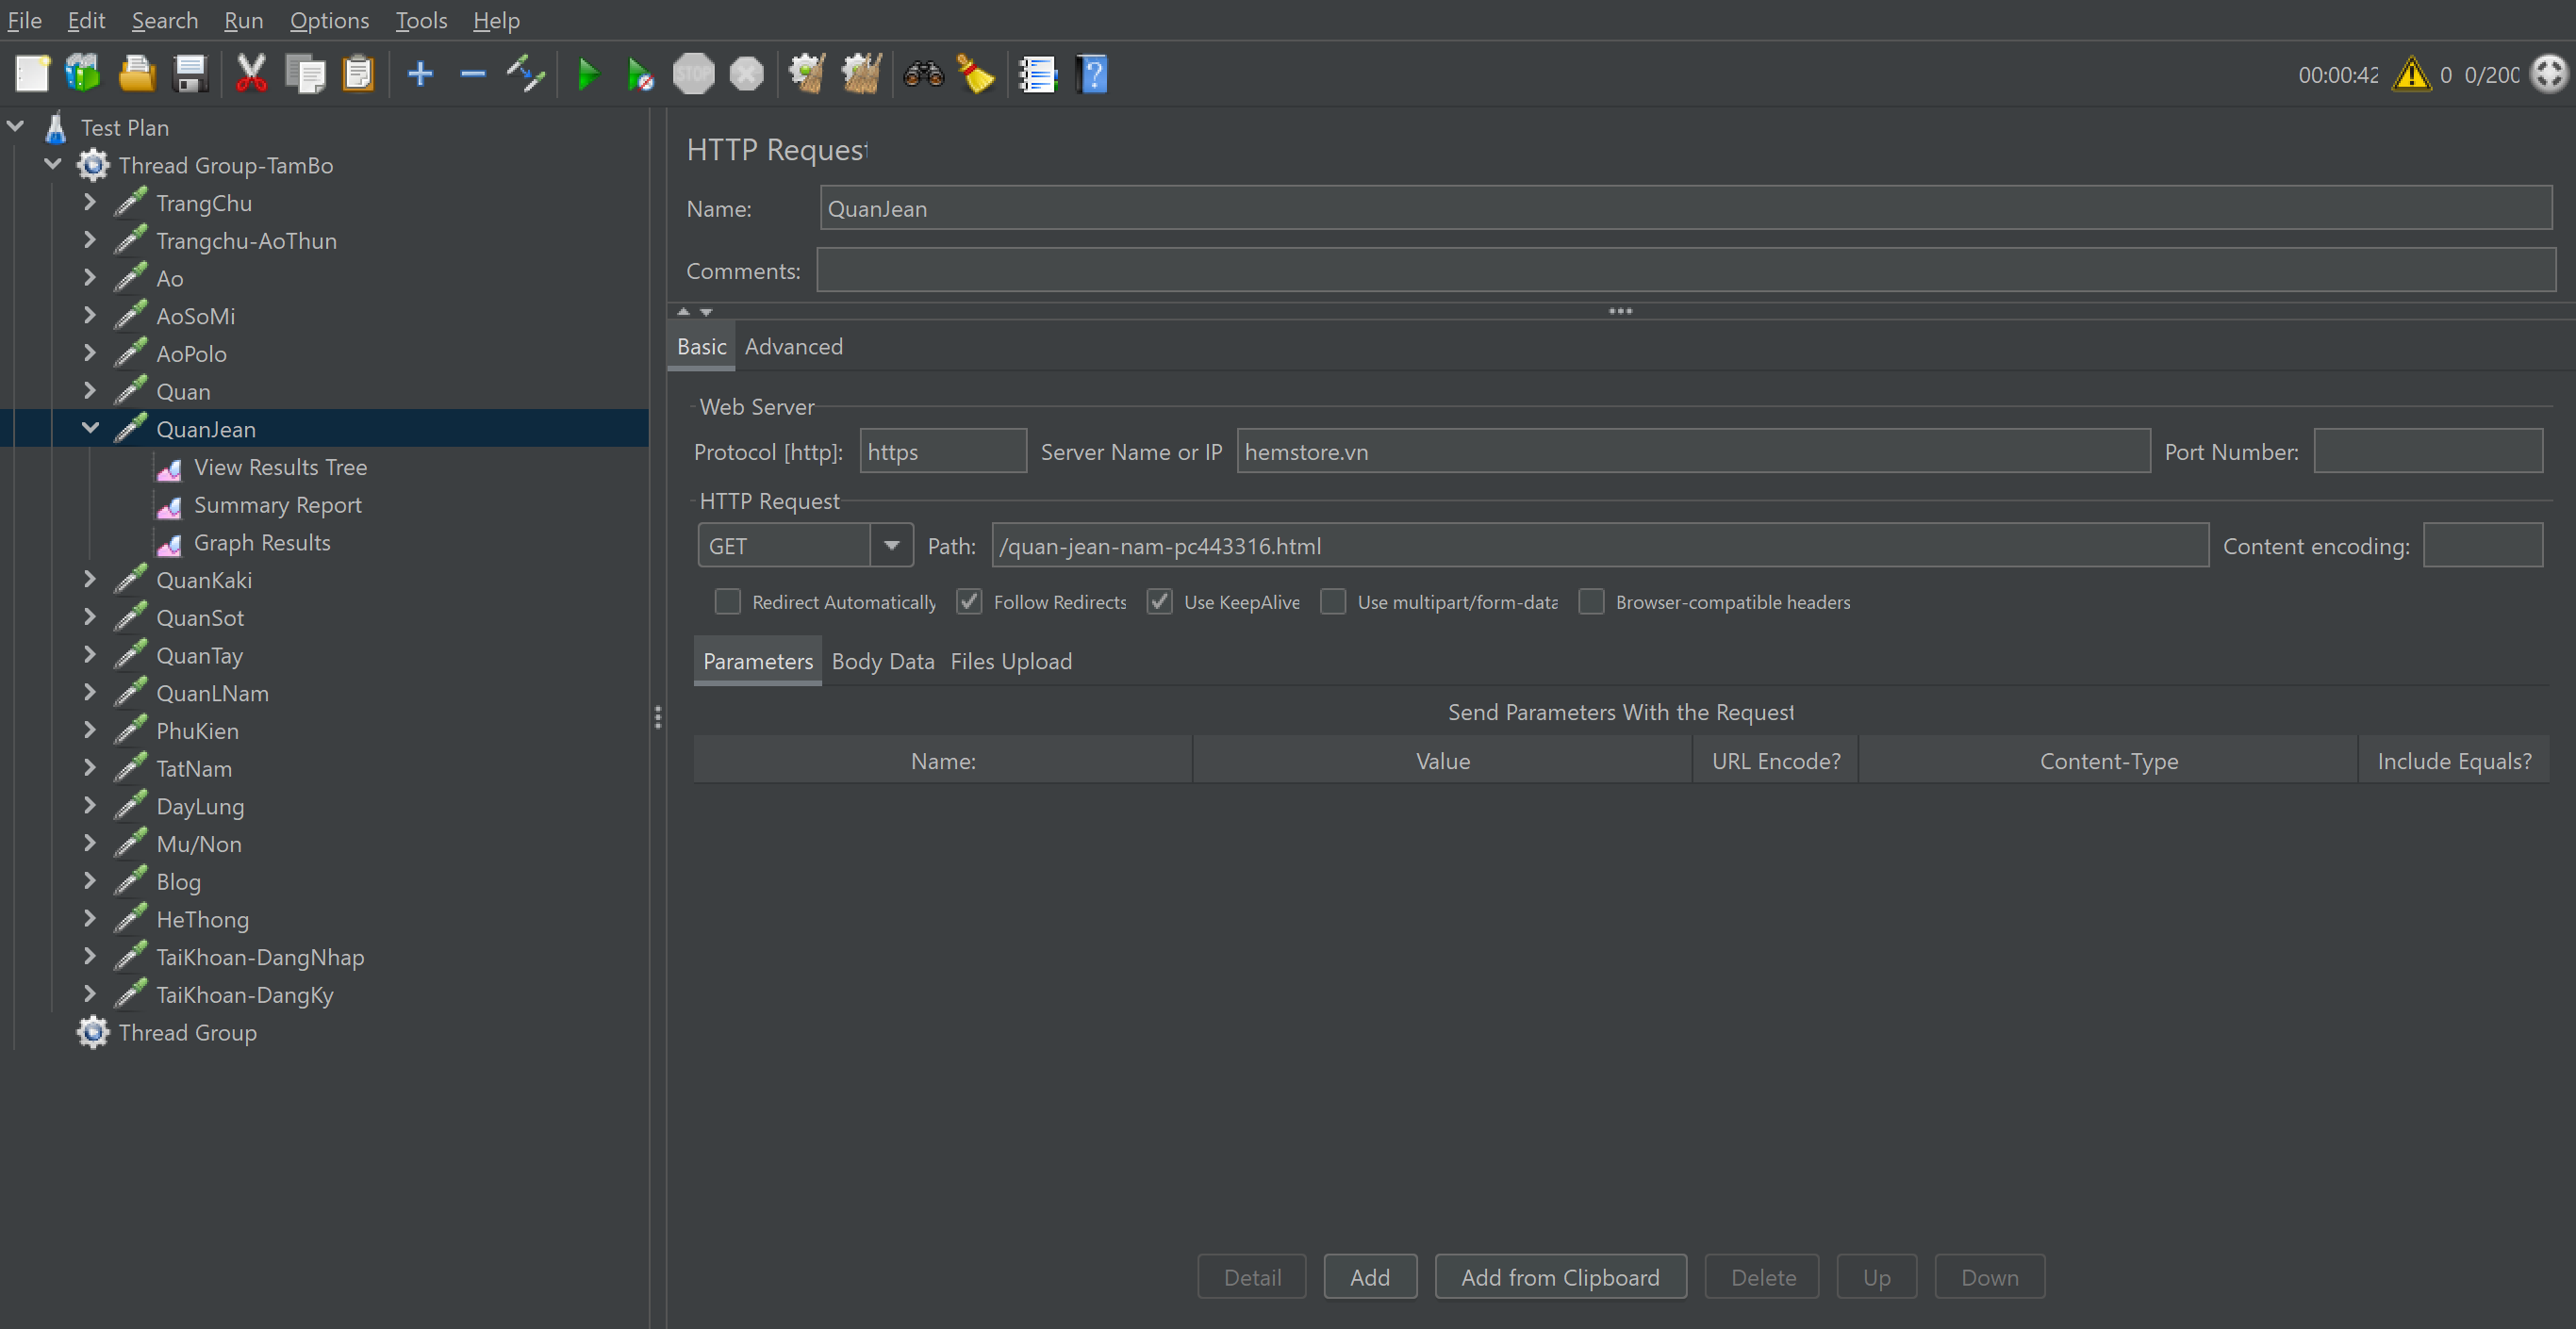 File Edit Search Run Options Tools Help
STOP
00:00:42 0 0/200
Test Plan
Thread Group-TamBo
TrangChu
Trangchu-AoThun
Ao
AoSoMi
AoPolo
Quan
QuanJean
View Results Tree
Summary Report
Graph Results
QuanKaki
QuanSot
QuanTay
QuanLNam
PhuKien
TatNam
DayLung
Mu/Non
Blog
HeThong
TaiKhoan-DangNhap
TaiKhoan-DangKy
Thread Group
HTTP Request
Name: QuanJean
Comments:
Basic Advanced
Web Server
Protocol [http]: https Server Name or IP hemstore.vn Port Number:
HTTP Request
GET Path: /quan-jean-nam-pc443316.html Content encoding:
Redirect Automatically Follow Redirects Use KeepAlive Use multipart/form-data Browser-compatible headers
Parameters Body Data Files Upload
Send Parameters With the Request
Name: Value URL Encode? Content-Type Include Equals?
Detail Add Add from Clipboard Delete Up Down